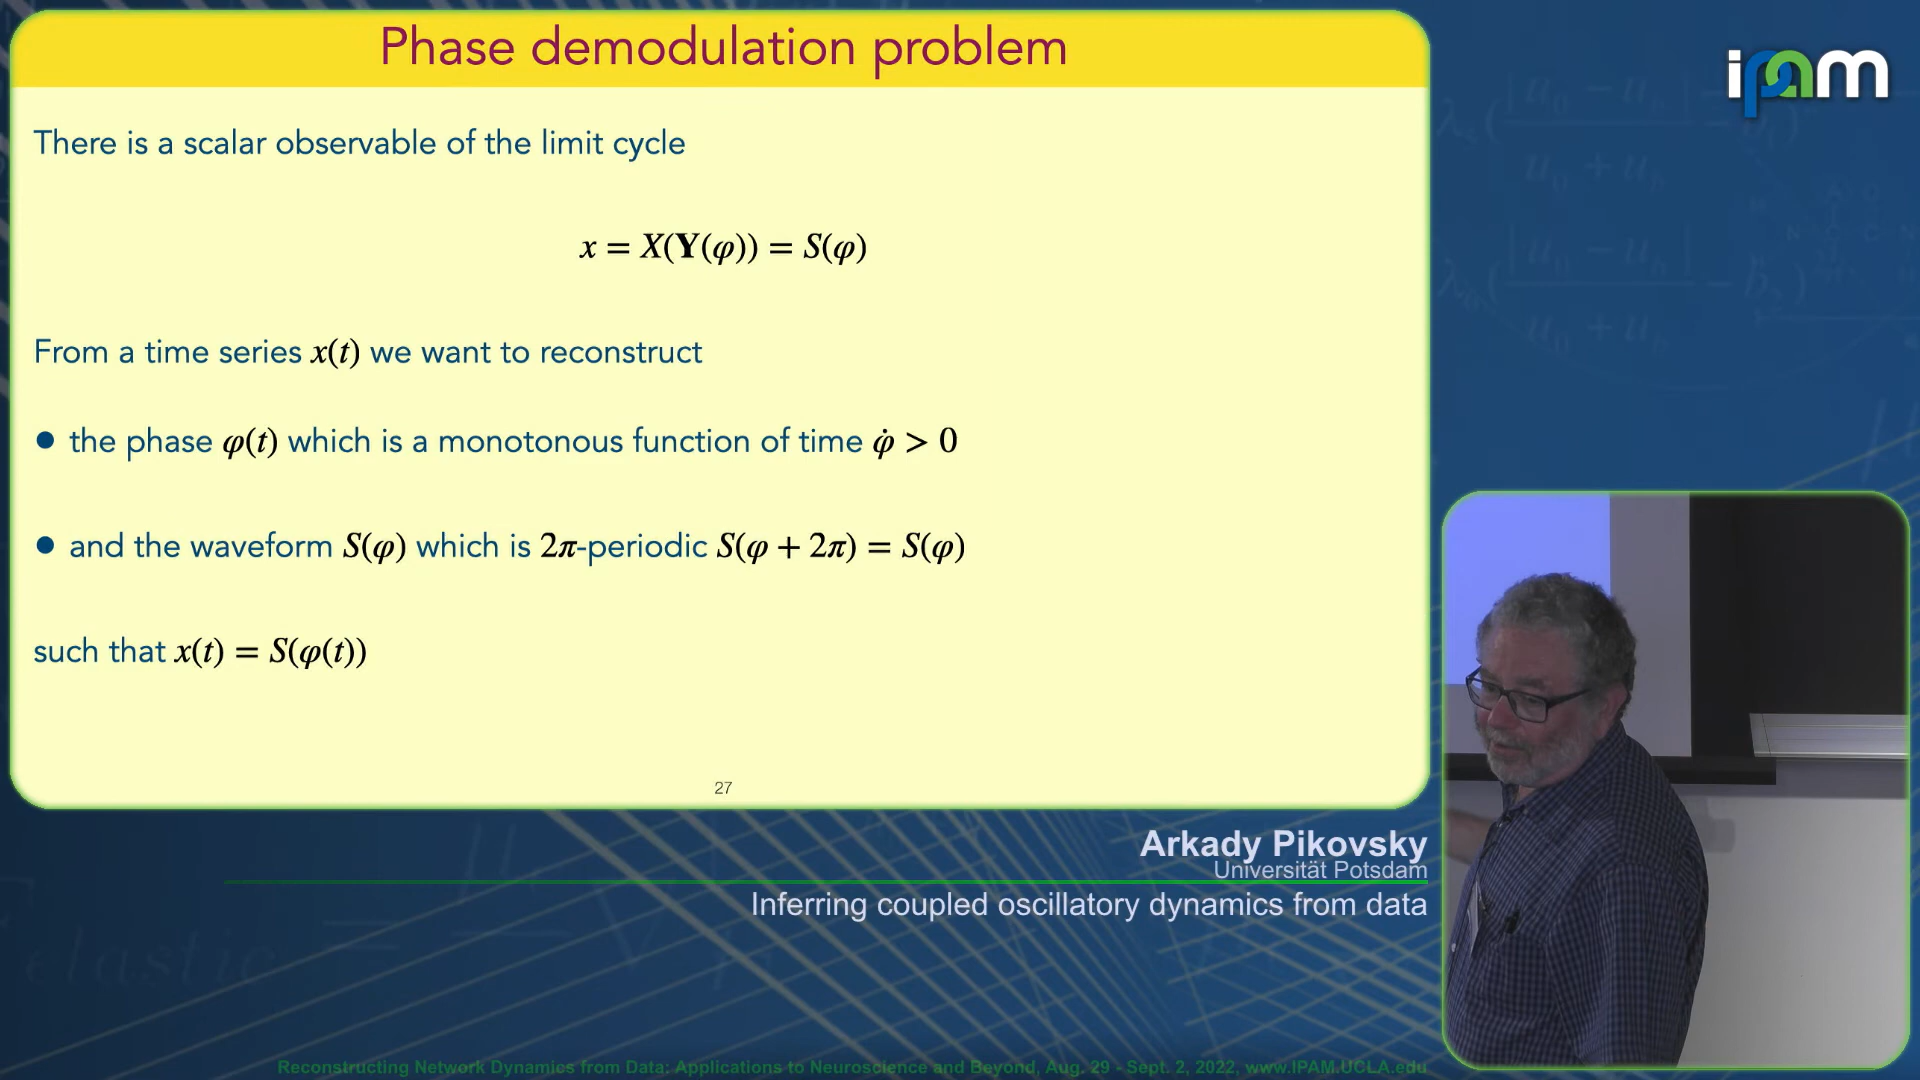 Phase demodulation problem
ipam
There is a scalar observable of the limit cycle
x = X(Y(φ)) = S(φ)
From a time series x(t) we want to reconstruct
● the phase φ(t) which is a monotonous function of time φ̇ > 0
● and the waveform S(φ) which is 2π-periodic S(φ + 2π) = S(φ)
such that x(t) = S(φ(t))
27
Arkady Pikovsky
Universität Potsdam
Inferring coupled oscillatory dynamics from data
elastic
Reconstructing Network Dynamics from Data: Applications to Neuroscience and Beyond, Aug. 29 - Sept. 2, 2022, www.IPAM.UCLA.edu